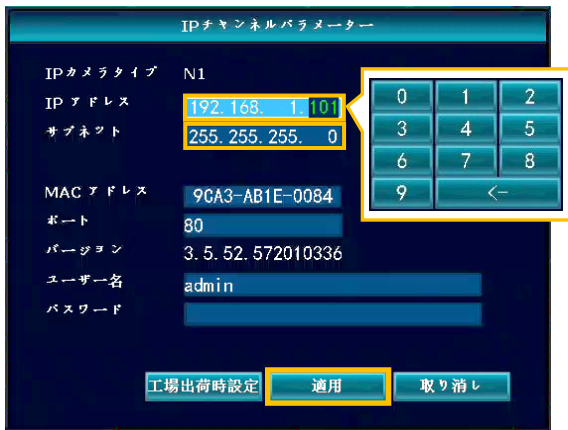 IPチャンネルパラメーター
IPカメラタイプ N1
IPアドレス 192.168. 1.101
サブネット 255.255.255. 0
MACアドレス 9CA3-AB1E-0084
ポート 80
バージョン 3.5.52.572010336
ユーザー名 admin
パスワード
工場出荷時設定 適用 取り消し
0 1 2
3 4 5
6 7 8
9 <-